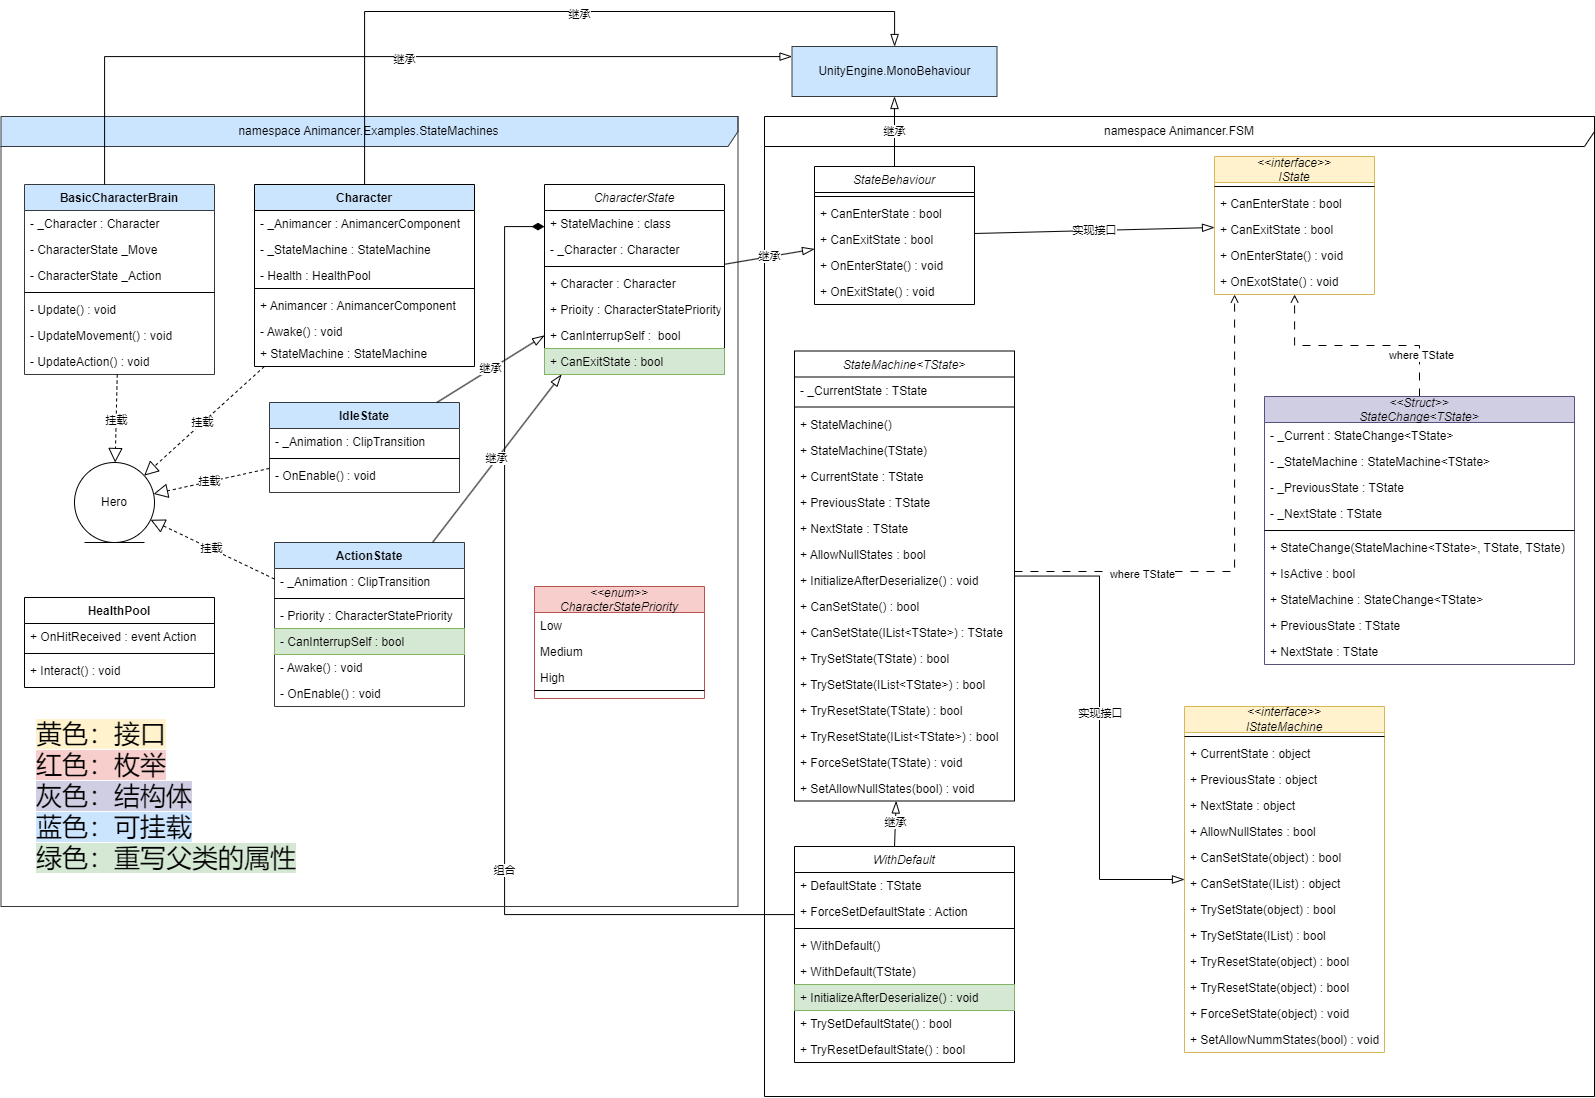 继承
继承
UnityEngine.MonoBehaviour
继承
namespace Animancer.Examples.StateMachines
BasicCharacterBrain
- _Character : Character
- CharacterState _Move
- CharacterState _Action
- Update() : void
- UpdateMovement() : void
- UpdateAction() : void
Character
- _Animancer : AnimancerComponent
- _StateMachine : StateMachine
- Health : HealthPool
+ Animancer : AnimancerComponent
- Awake() : void
+ StateMachine : StateMachine
CharacterState
+ StateMachine : class
- _Character : Character
+ Character : Character
+ Prioity : CharacterStatePriority
+ CanInterrupSelf : bool
+ CanExitState : bool
继承
继承
继承
挂载
挂载
挂载
挂载
Hero
IdleState
- _Animation : ClipTransition
- OnEnable() : void
ActionState
- _Animation : ClipTransition
- Priority : CharacterStatePriority
- CanInterrupSelf : bool
- Awake() : void
- OnEnable() : void
HealthPool
+ OnHitReceived : event Action
+ Interact() : void
<<enum>>
CharacterStatePriority
Low
Medium
High
黄色：接口
红色：枚举
灰色：结构体
蓝色：可挂载
绿色：重写父类的属性
组合
namespace Animancer.FSM
StateBehaviour
+ CanEnterState : bool
+ CanExitState : bool
+ OnEnterState() : void
+ OnExitState() : void
实现接口
<<interface>>
IState
+ CanEnterState : bool
+ CanExitState : bool
+ OnEnterState() : void
+ OnExotState() : void
where TState
StateMachine<TState>
- _CurrentState : TState
+ StateMachine()
+ StateMachine(TState)
+ CurrentState : TState
+ PreviousState : TState
+ NextState : TState
+ AllowNullStates : bool
+ InitializeAfterDeserialize() : void
+ CanSetState() : bool
+ CanSetState(IList<TState>) : TState
+ TrySetState(TState) : bool
+ TrySetState(IList<TState>) : bool
+ TryResetState(TState) : bool
+ TryResetState(IList<TState>) : bool
+ ForceSetState(TState) : void
+ SetAllowNullStates(bool) : void
where TState
实现接口
继承
<<Struct>>
StateChange<TState>
- _Current : StateChange<TState>
- _StateMachine : StateMachine<TState>
- _PreviousState : TState
- _NextState : TState
+ StateChange(StateMachine<TState>, TState, TState)
+ IsActive : bool
+ StateMachine : StateChange<TState>
+ PreviousState : TState
+ NextState : TState
WithDefault
+ DefaultState : TState
+ ForceSetDefaultState : Action
+ WithDefault()
+ WithDefault(TState)
+ InitializeAfterDeserialize() : void
+ TrySetDefaultState() : bool
+ TryResetDefaultState() : bool
<<interface>>
IStateMachine
+ CurrentState : object
+ PreviousState : object
+ NextState : object
+ AllowNullStates : bool
+ CanSetState(object) : bool
+ CanSetState(IList) : object
+ TrySetState(object) : bool
+ TrySetState(IList) : bool
+ TryResetState(object) : bool
+ TryResetState(object) : bool
+ ForceSetState(object) : void
+ SetAllowNummStates(bool) : void